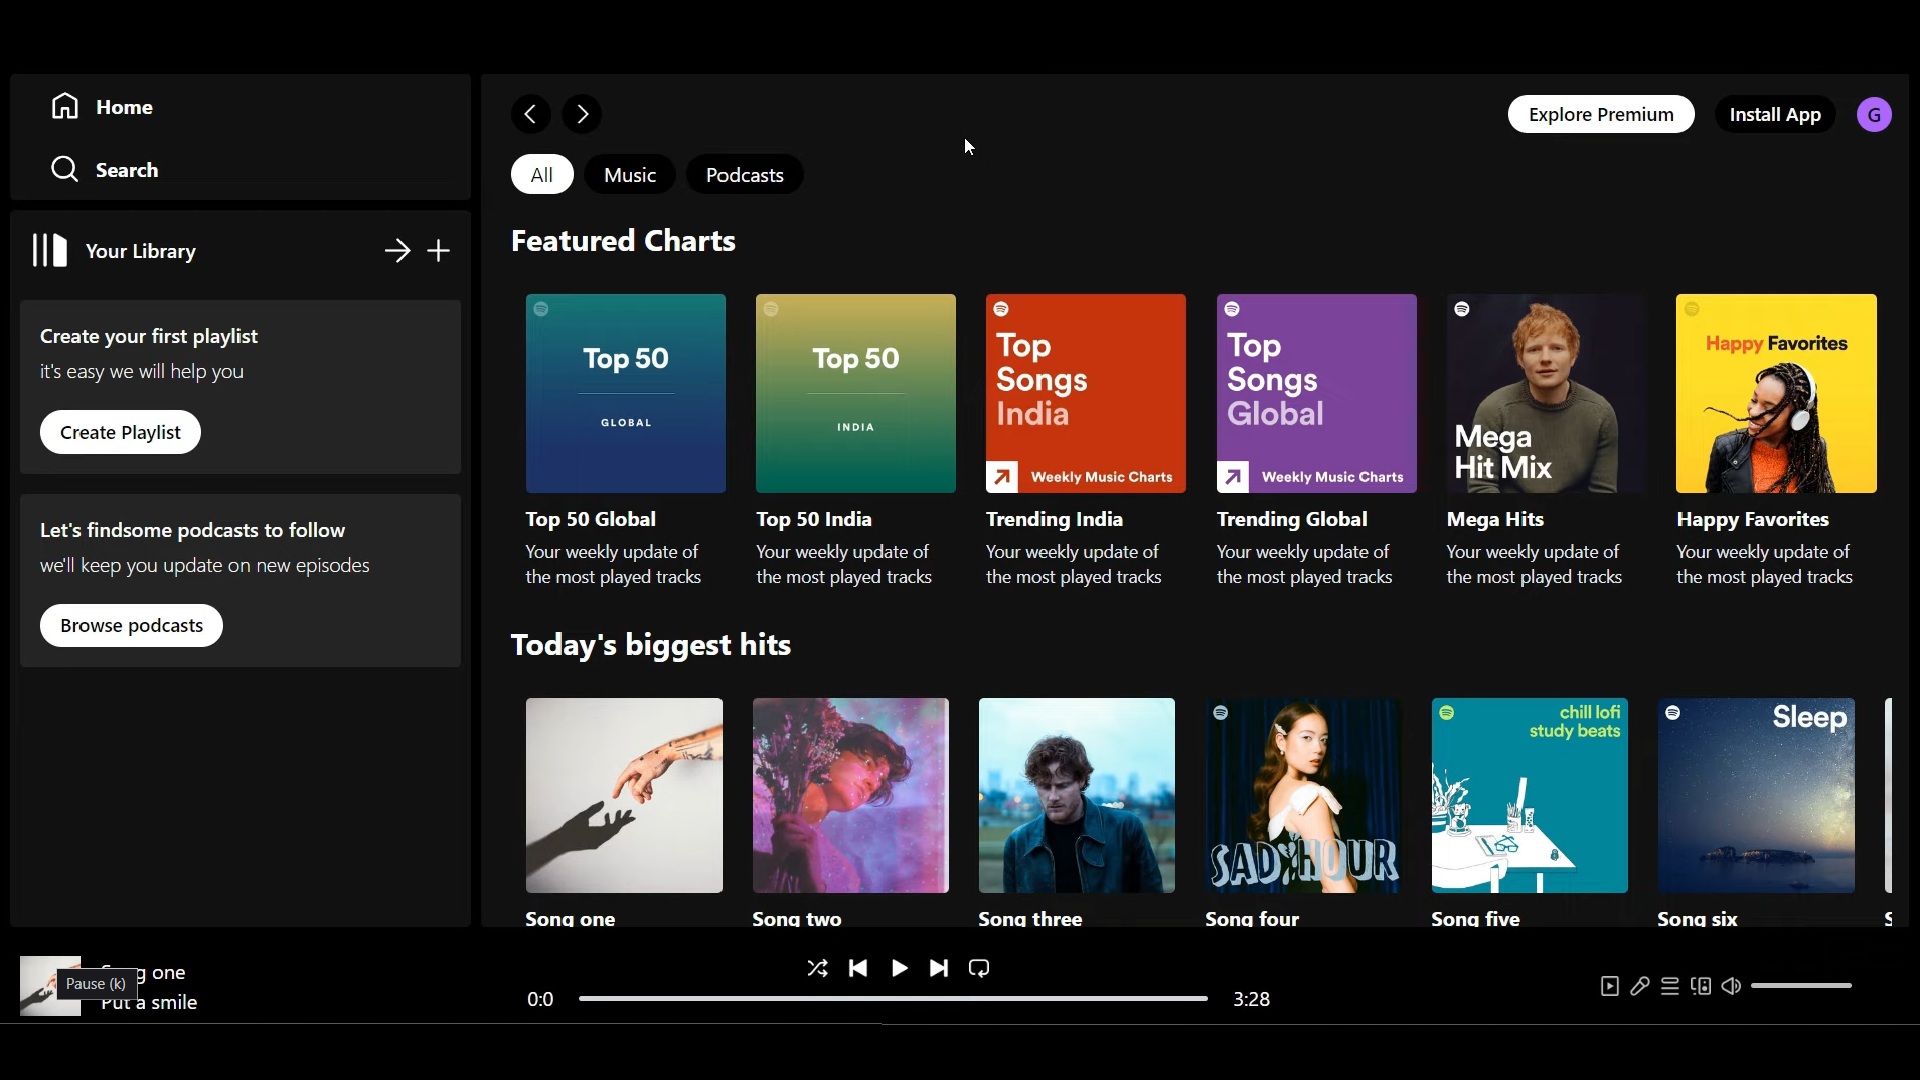 Home
Search
Your Library
Create your first playlist
it's easy we will help you
Create Playlist
Let's findsome podcasts to follow
we'll keep you update on new episodes
Browse podcasts
Explore Premium
Install App
G
All
Music
Podcasts
Featured Charts
Top 50
GLOBAL
Top 50 Global
Your weekly update of
the most played tracks
Top 50
INDIA
Top 50 India
Your weekly update of
the most played tracks
Top
Songs
India
Weekly Music Charts
Trending India
Your weekly update of
the most played tracks
Top
Songs
Global
Weekly Music Charts
Trending Global
Your weekly update of
the most played tracks
Mega
Hit Mix
Mega Hits
Your weekly update of
the most played tracks
Happy Favorites
Happy Favorites
Your weekly update of
the most played tracks
Today's biggest hits
Song one
Song two
Song three
SAD HOUR
Song four
chill lofi
study beats
Song five
Sleep
Song six
Pause (k)
one
a smile
0:0
3:28